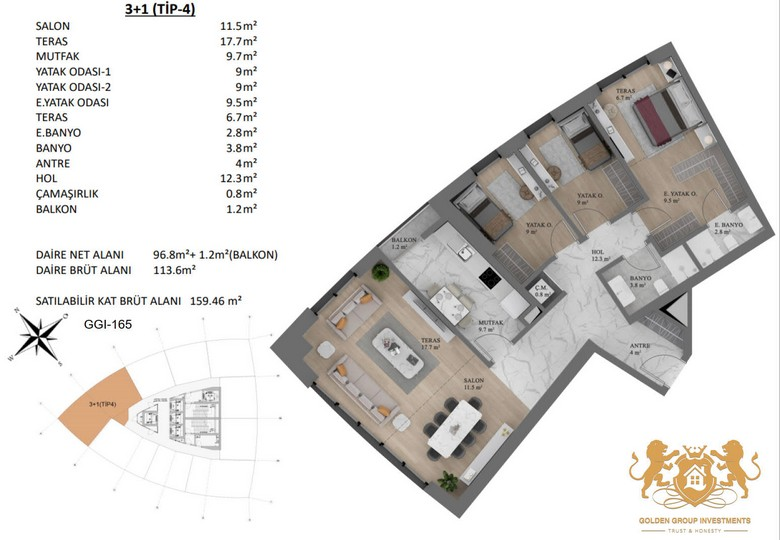 3+1 (TİP-4)
SALON 11.5m²
TERAS 17.7m²
MUTFAK 9.7m²
YATAK ODASI-1 9m²
YATAK ODASI-2 9m²
E.YATAK ODASI 9.5m²
TERAS 6.7m²
E.BANYO 2.8m²
BANYO 3.8m²
ANTRE 4m²
HOL 12.3m²
ÇAMAŞIRLIK 0.8m²
BALKON 1.2m²
DAİRE NET ALANI 96.8m²+ 1.2m²(BALKON)
DAİRE BRÜT ALANI 113.6m²
SATILABİLİR KAT BRÜT ALANI 159.46 m²
GGI-165
N
W
S
3+1(TİP4)
TERAS
6.7 m²
E. YATAK O.
9.5 m²
YATAK O.
9 m²
YATAK O.
9 m²
E. BANYO
2.8 m²
BALKON
1.2 m²
HOL
12.3 m²
BANYO
3.8 m²
Ç.M.
0.8 m²
MUTFAK
9.7 m²
TERAS
17.7 m²
ANTRE
4 m²
SALON
11.5 m²
GOLDEN GROUP INVESTMENTS
TRUST & HONESTY